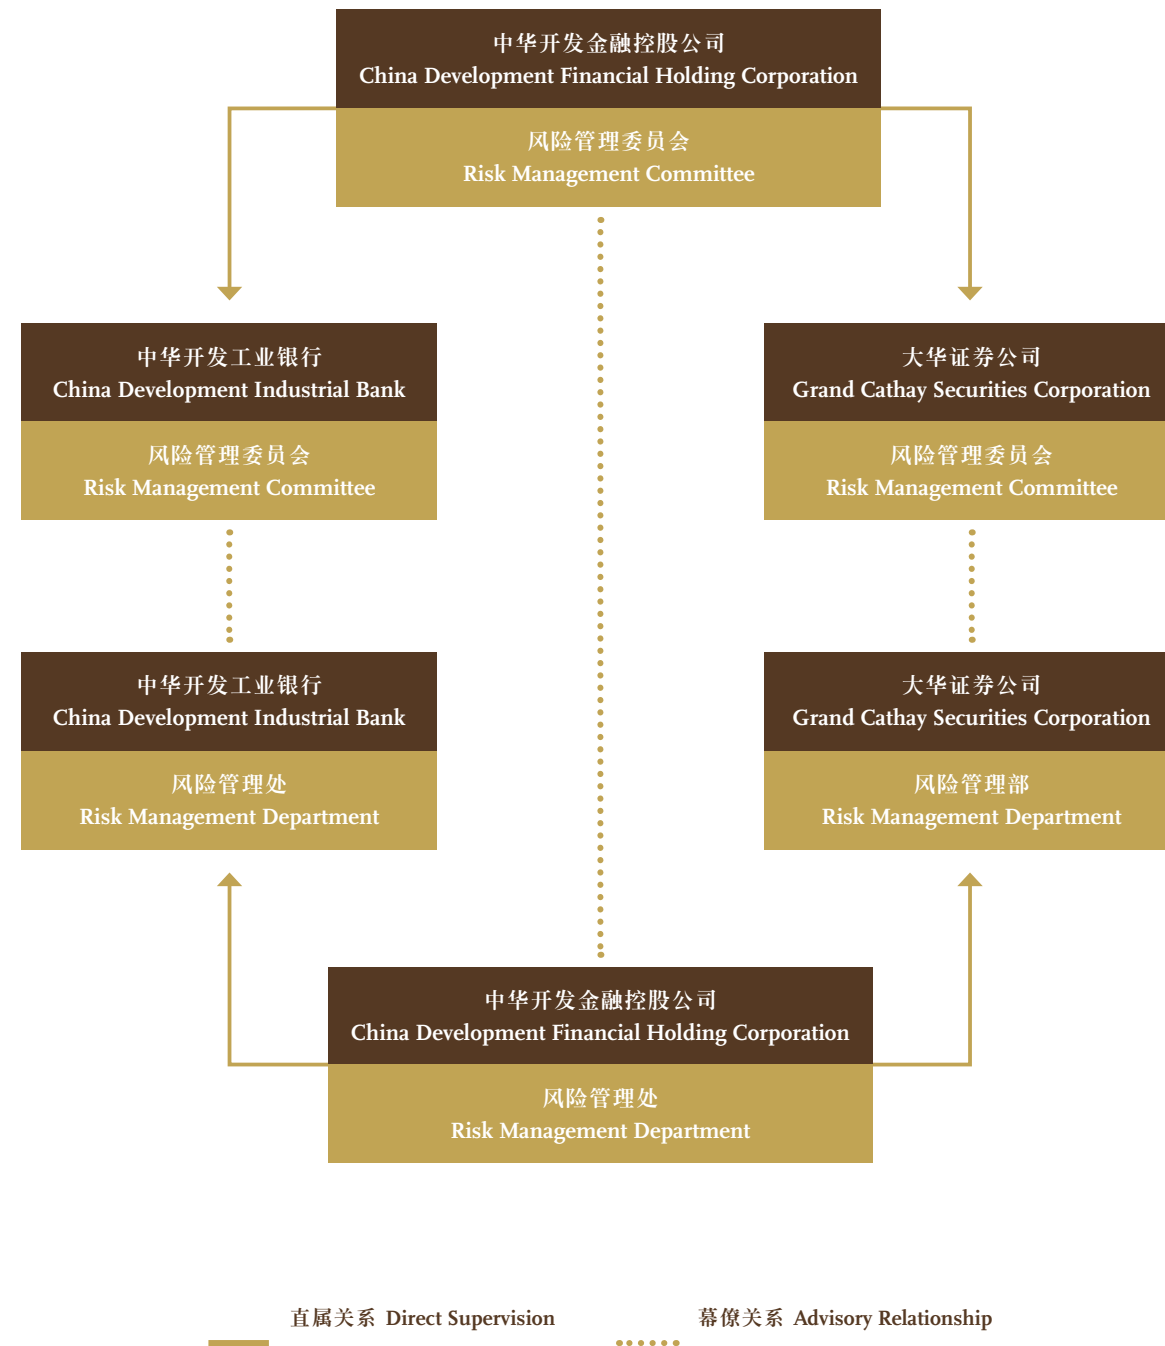 中华开发金融控股公司
China Development Financial Holding Corporation
风险管理委员会
Risk Management Committee
中华开发工业银行
China Development Industrial Bank
风险管理委员会
Risk Management Committee
大华证券公司
Grand Cathay Securities Corporation
风险管理委员会
Risk Management Committee
中华开发工业银行
China Development Industrial Bank
风险管理处
Risk Management Department
大华证券公司
Grand Cathay Securities Corporation
风险管理部
Risk Management Department
中华开发金融控股公司
China Development Financial Holding Corporation
风险管理处
Risk Management Department
直属关系 Direct Supervision
幕僚关系 Advisory Relationship